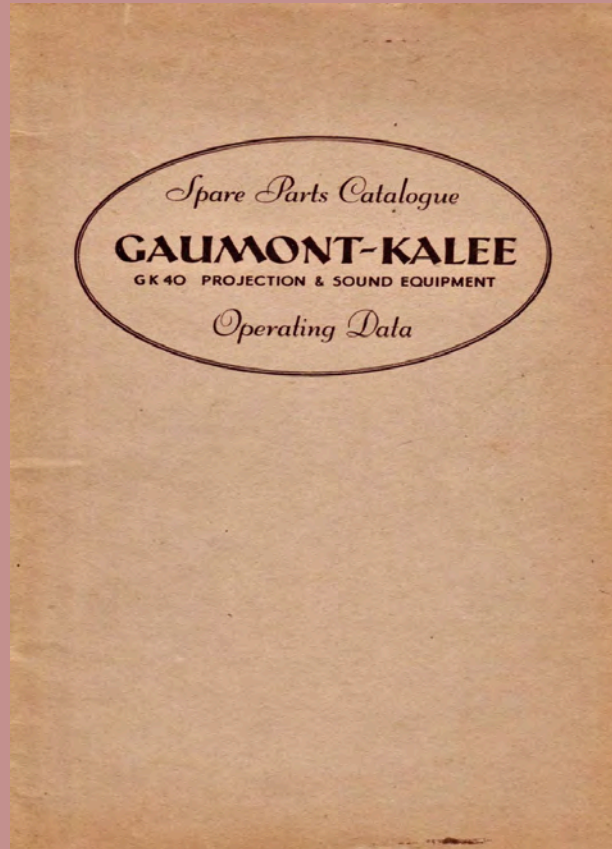 Spare Parts Catalogue
GAUMONT-KALEE
GK40 PROJECTION & SOUND EQUIPMENT
Operating Data